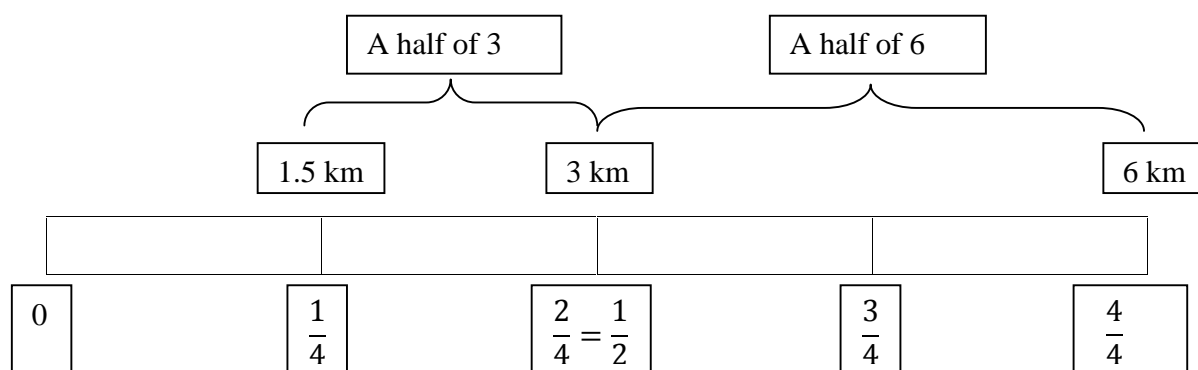 A half of 3 A half of 6
1.5 km 3 km 6 km
0 1/4 2/4 = 1/2 3/4 4/4